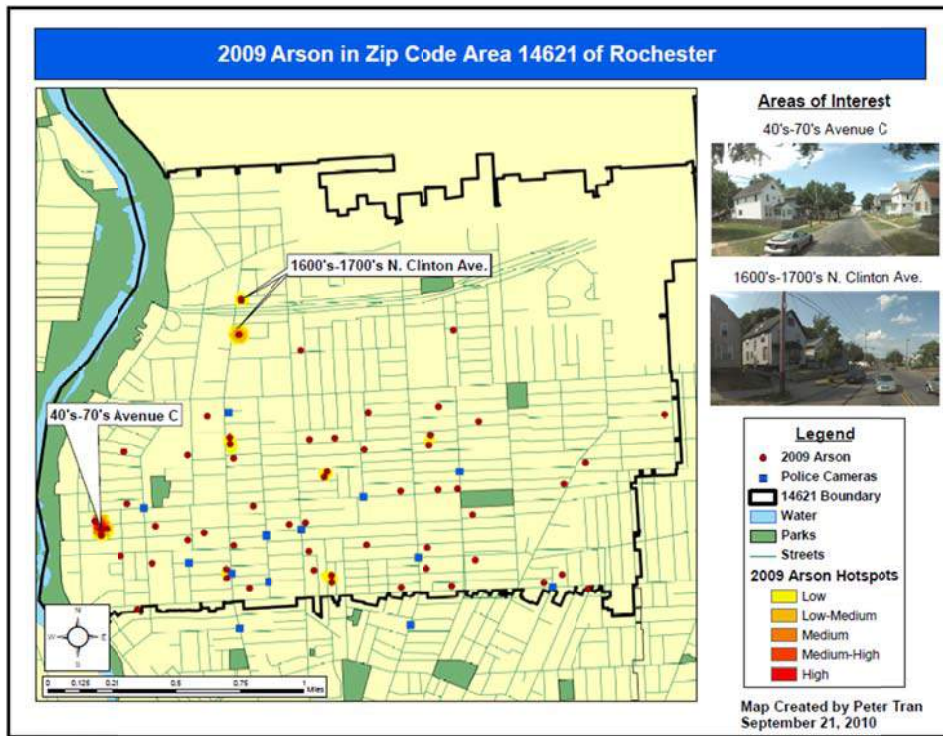 2009 Arson in Zip Code Area 14621 of Rochester
Areas of Interest
40's-70's Avenue C
1600's-1700's N. Clinton Ave.
1600's-1700's N. Clinton Ave.
40's-70's Avenue C
Legend
2009 Arson
Police Cameras
14621 Boundary
Water
Parks
Streets
2009 Arson Hotspots
Low
Low-Medium
Medium
Medium-High
High
N
W E
S
0 0.125 0.25 0.5 0.75 1
Miles
Map Created by Peter Tran
September 21, 2010